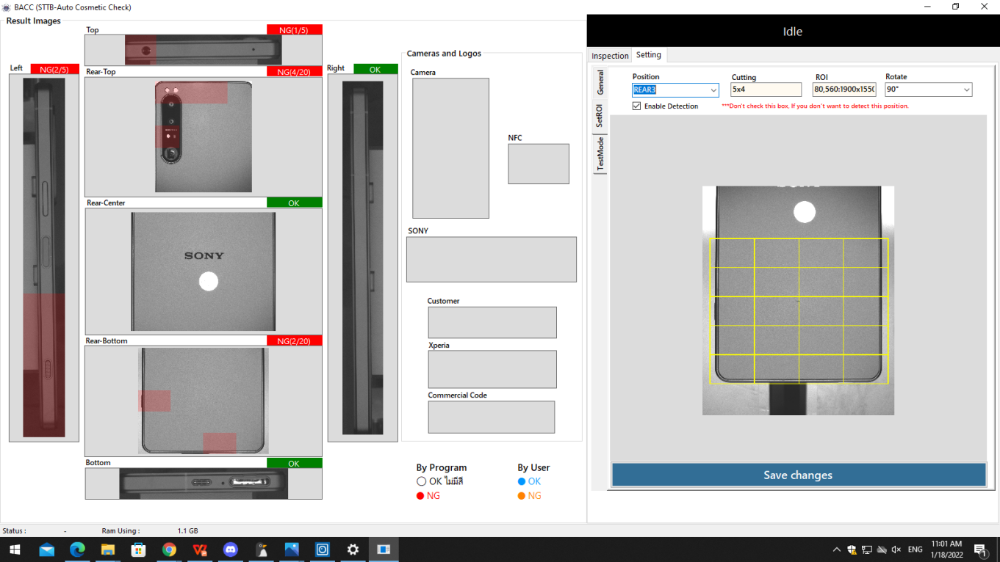 BACC (STTB-Auto Cosmetic Check)
Result Images
Top
NG(1/5)
Left
NG(2/5)
Rear-Top
NG(4/20)
Right
OK
Rear-Center
OK
SONY
Rear-Bottom
NG(2/20)
Bottom
OK
Cameras and Logos
Camera
NFC
SONY
Customer
Xperia
Commercial Code
By Program
OK ไม่มีสี
NG
By User
OK
NG
Idle
Inspection
Setting
General
SetROI
TestMode
Position
Cutting
ROI
Rotate
REAR3
5x4
80,560:1900x1550
90°
Enable Detection
***Don't check this box, If you don't want to detect this position.
Save changes
Status :
-
Ram Using :
1.1 GB
ENG
11:01 AM
1/18/2022
1